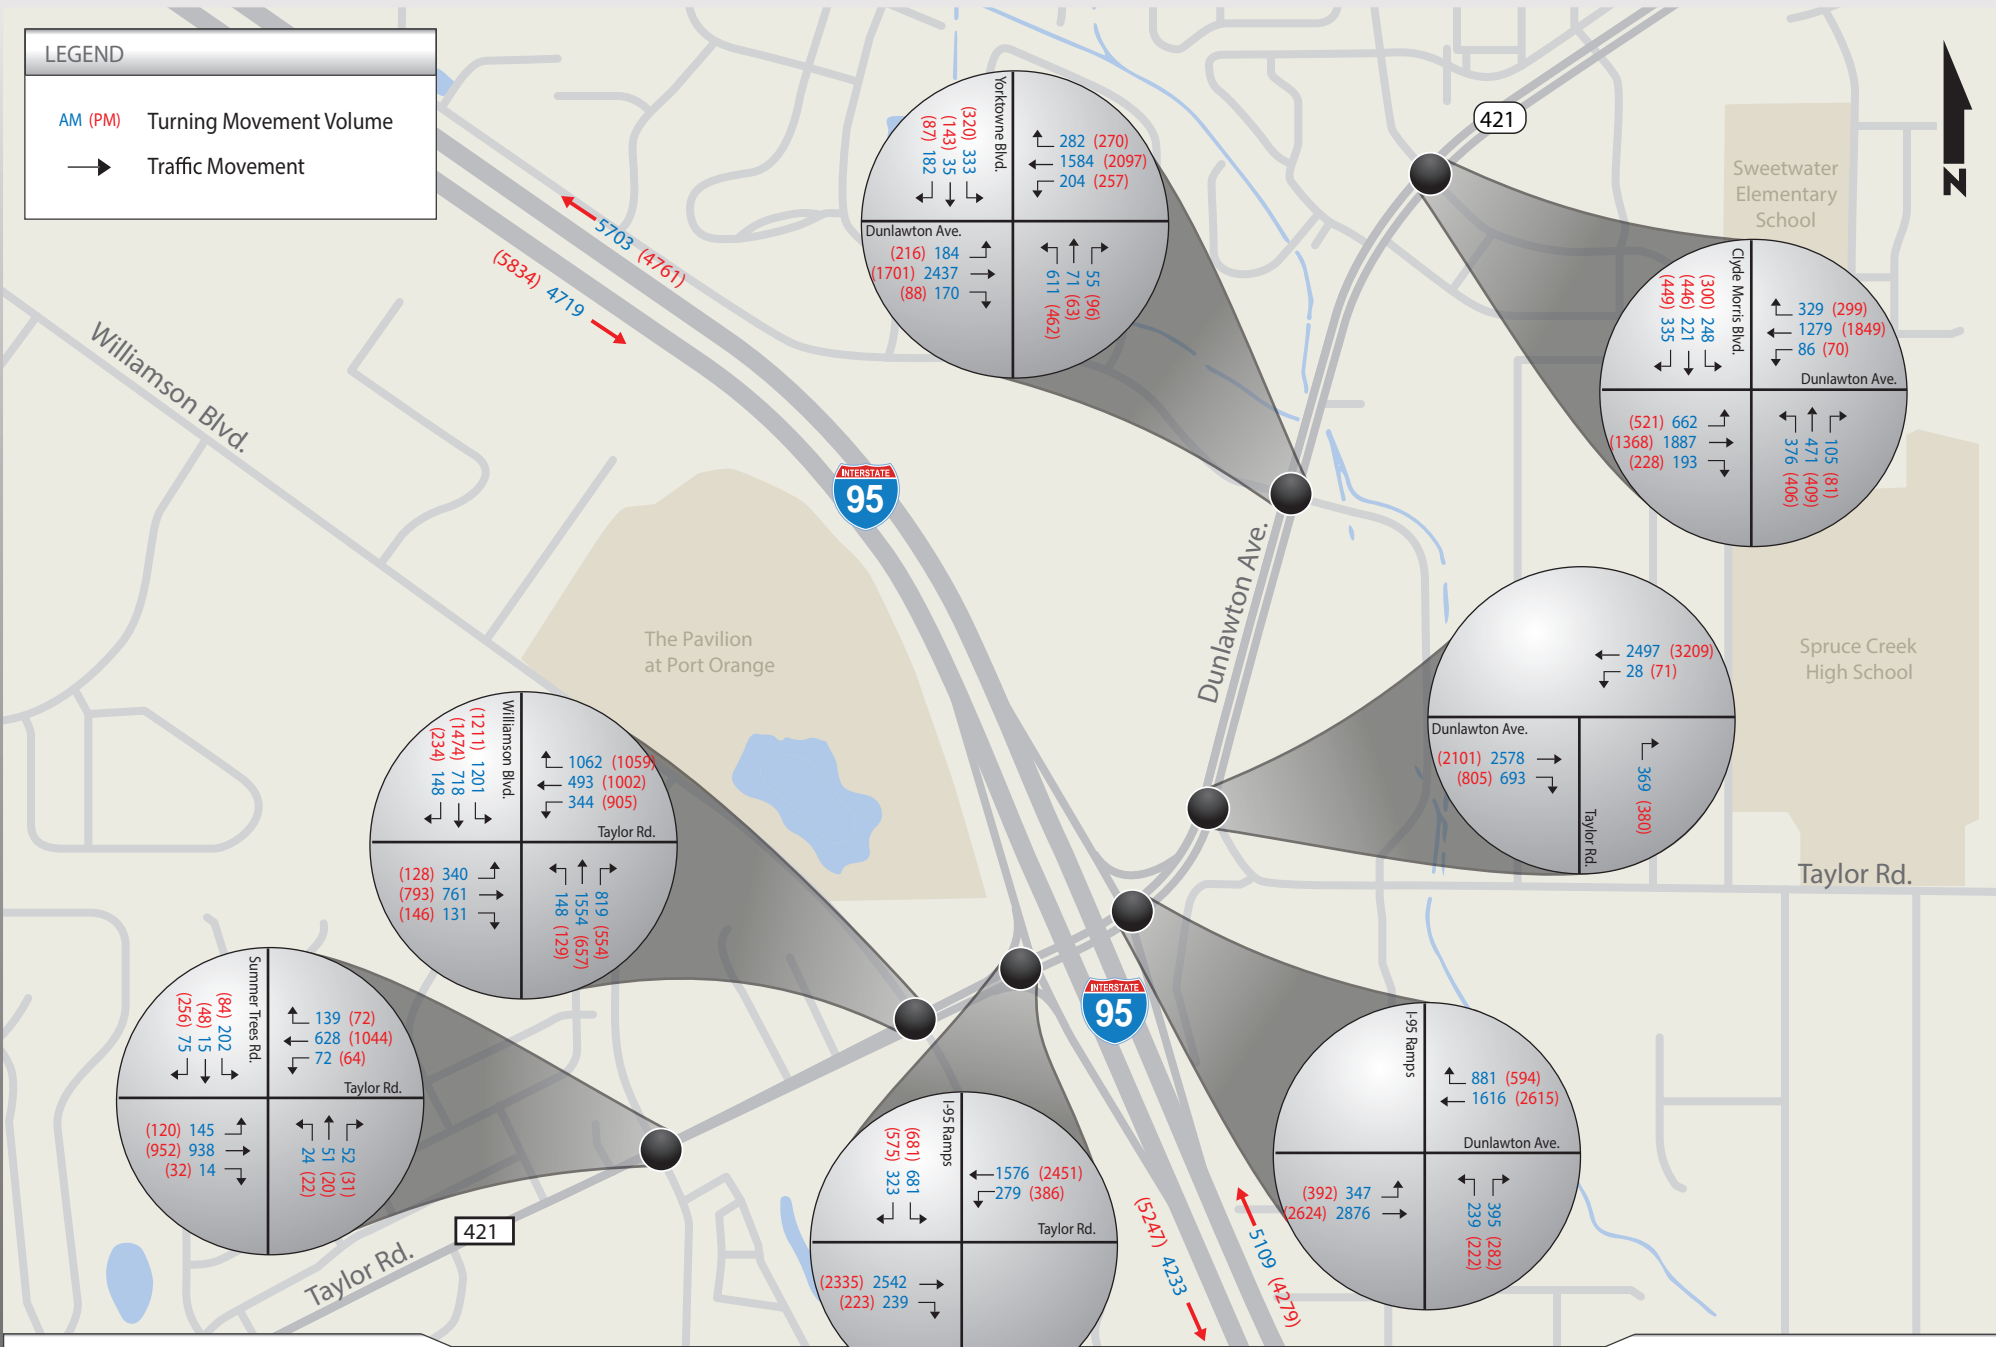 LEGEND
AM (PM) Turning Movement Volume
Traffic Movement
N
421
Sweetwater
Elementary
School
Spruce Creek
High School
The Pavilion
at Port Orange
Williamson Blvd.
Dunlawton Ave.
Taylor Rd.
Taylor Rd.
421
INTERSTATE
95
INTERSTATE
95
5703 (4761)
(5834) 4719
(5247) 4233
5109 (4279)
Yorktowne Blvd.
(320) 333
(143) 35
(87) 182
282 (270)
1584 (2097)
204 (257)
Dunlawton Ave.
(216) 184
(1701) 2437
(88) 170
611 (462)
71 (63)
55 (96)
Clyde Morris Blvd.
(300) 248
(446) 221
(449) 335
329 (299)
1279 (1849)
86 (70)
Dunlawton Ave.
(521) 662
(1368) 1887
(228) 193
376 (406)
471 (409)
105 (81)
2497 (3209)
28 (71)
Dunlawton Ave.
(2101) 2578
(805) 693
Taylor Rd.
369 (380)
Williamson Blvd.
(1211) 1201
(1474) 718
(234) 148
1062 (1059)
493 (1002)
344 (905)
Taylor Rd.
(128) 340
(793) 761
(146) 131
148 (129)
1554 (657)
819 (554)
Summer Trees Rd.
(84) 202
(48) 15
(256) 75
139 (72)
628 (1044)
72 (64)
Taylor Rd.
(120) 145
(952) 938
(32) 14
24 (22)
51 (20)
52 (31)
I-95 Ramps
(681) 681
(575) 323
1576 (2451)
279 (386)
Taylor Rd.
(2335) 2542
(223) 239
I-95 Ramps
881 (594)
1616 (2615)
Dunlawton Ave.
(392) 347
(2624) 2876
239 (222)
395 (282)